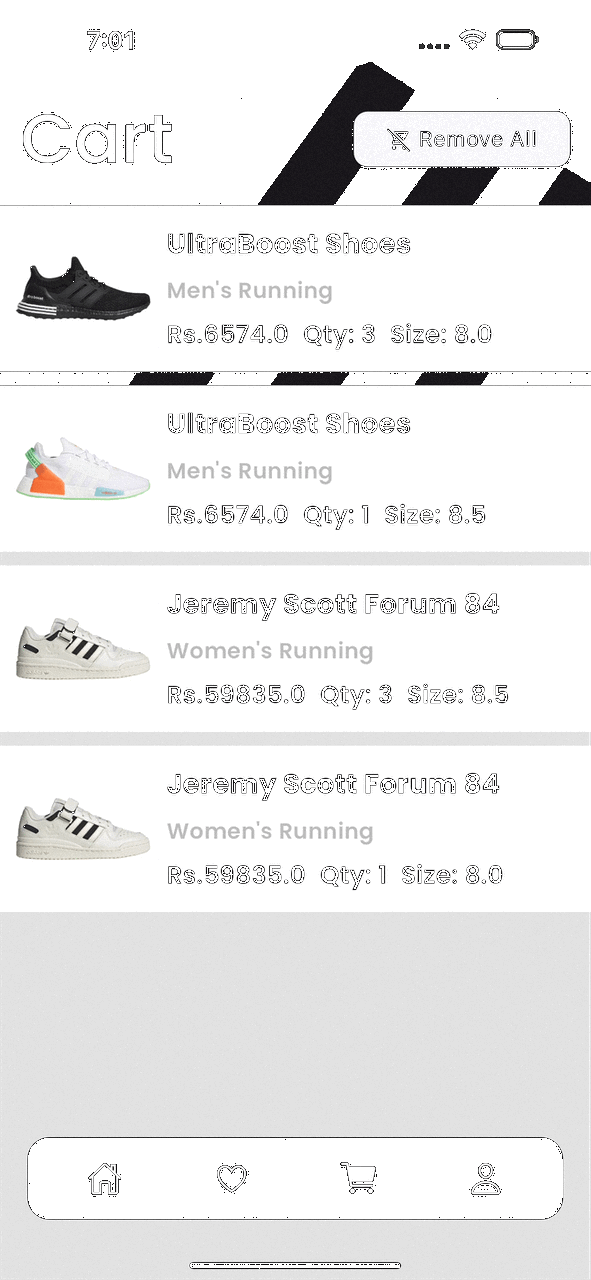 7:01
Cart
Remove All
UltraBoost Shoes
Men's Running
Rs.6574.0 Qty: 3 Size: 8.0
UltraBoost Shoes
Men's Running
Rs.6574.0 Qty: 1 Size: 8.5
Jeremy Scott Forum 84
Women's Running
Rs.59835.0 Qty: 3 Size: 8.5
Jeremy Scott Forum 84
Women's Running
Rs.59835.0 Qty: 1 Size: 8.0